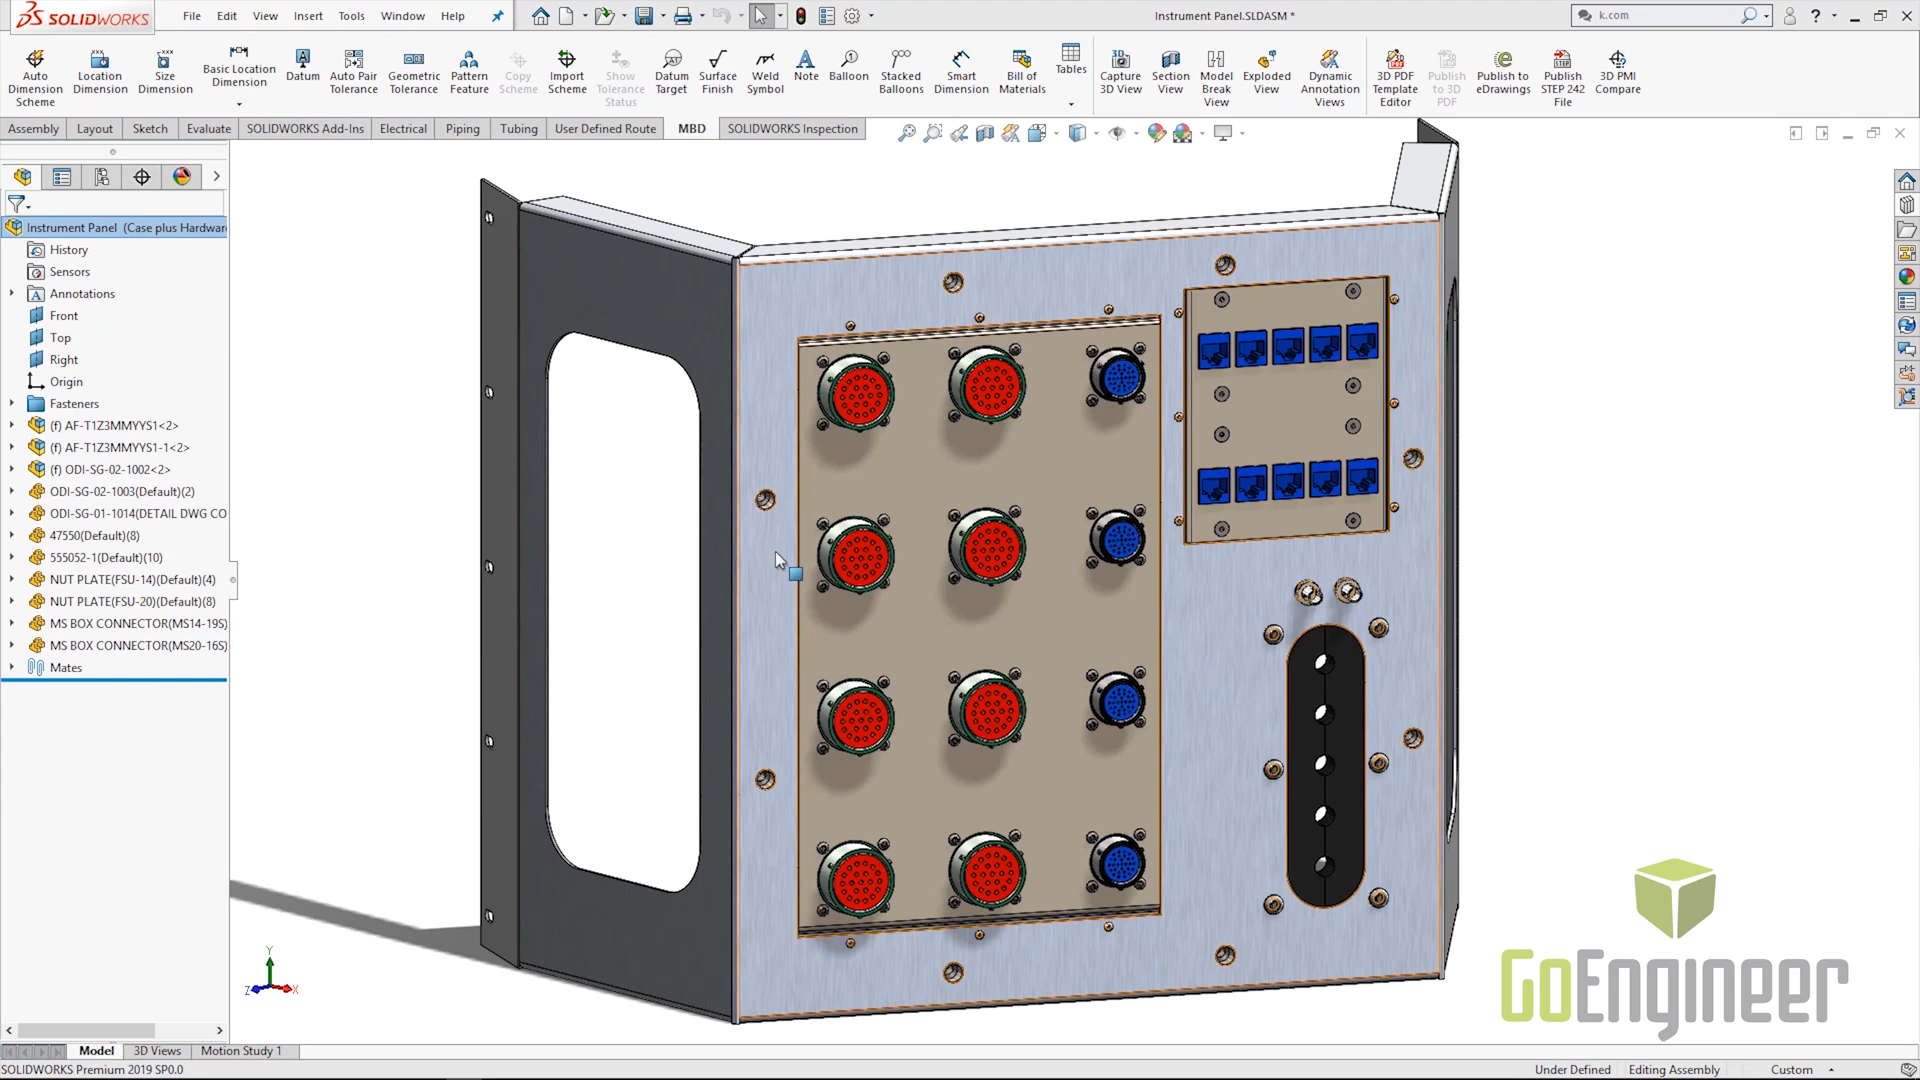 SOLIDWORKS File Edit View Insert Tools Window Help Instrument Panel.SLDASM * k.com ?
Auto Dimension Scheme
Location Dimension
Size Dimension
Basic Location Dimension
Datum
Auto Pair Tolerance
Geometric Tolerance
Pattern Feature
Copy Scheme
Import Scheme
Show Tolerance Status
Datum Target
Surface Finish
Weld Symbol
Note
Balloon
Stacked Balloons
Smart Dimension
Bill of Materials
Tables
Capture 3D View
Section View
Model Break View
Exploded View
Dynamic Annotation Views
3D PDF Template Editor
Publish to 3D PDF
Publish to eDrawings
Publish STEP 242 File
3D PMI Compare
Assembly Layout Sketch Evaluate SOLIDWORKS Add-Ins Electrical Piping Tubing User Defined Route MBD SOLIDWORKS Inspection
Instrument Panel (Case plus Hardwar
History
Sensors
Annotations
Front
Top
Right
Origin
Fasteners
(f) AF-T1Z3MMYYS1<2>
(f) AF-T1Z3MMYYS1-1<2>
(f) ODI-SG-02-1002<2>
ODI-SG-02-1003(Default)(2)
ODI-SG-01-1014(DETAIL DWG CO
47550(Default)(8)
555052-1(Default)(10)
NUT PLATE(FSU-14)(Default)(4)
NUT PLATE(FSU-20)(Default)(8)
MS BOX CONNECTOR(MS14-19S)
MS BOX CONNECTOR(MS20-16S)
Mates
Y
Z X
GoEngineer
Model 3D Views Motion Study 1
SOLIDWORKS Premium 2019 SP0.0 Under Defined Editing Assembly Custom